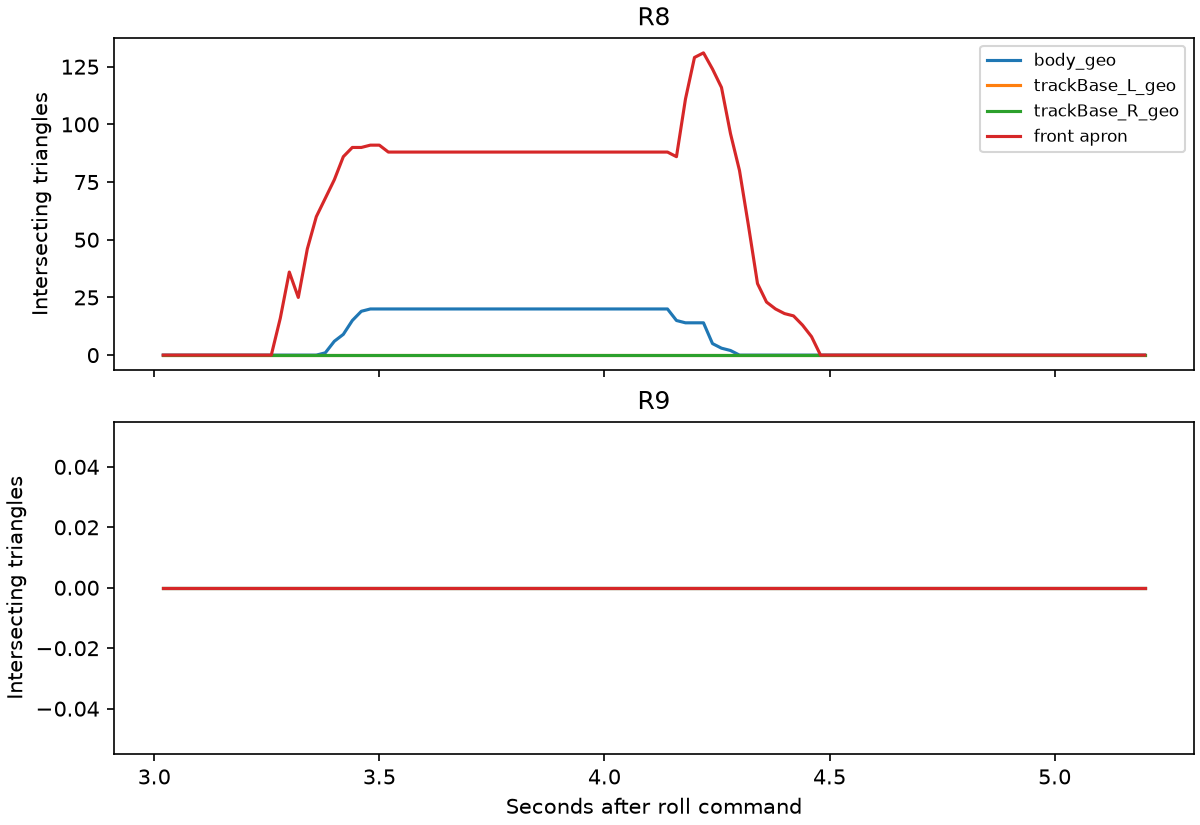 R8
Intersecting triangles
125
100
75
50
25
0
body_geo
trackBase_L_geo
trackBase_R_geo
front apron
R9
Intersecting triangles
0.04
0.02
0.00
−0.02
−0.04
3.0 3.5 4.0 4.5 5.0
Seconds after roll command